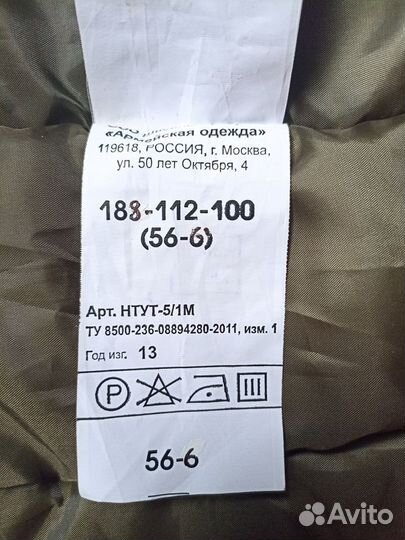 «Армейская одежда»
119618, РОССИЯ, г. Москва,
ул. 50 лет Октября, 4
188-112-100
(56-6)
Арт. НТУТ-5/1М
ТУ 8500-236-08894280-2011, изм. 1
Год изг. 13
P
56-6
Avito